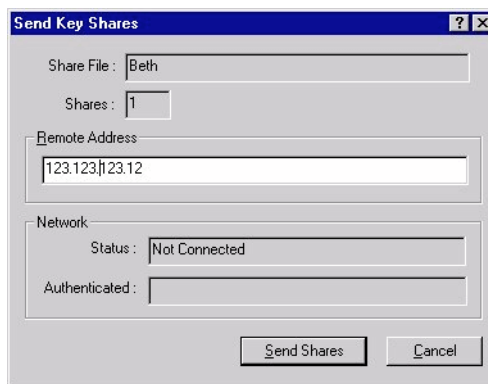 Send Key Shares
Share File : Beth
Shares : 1
Remote Address
123.123.123.12
Network
Status : Not Connected
Authenticated :
Send Shares Cancel